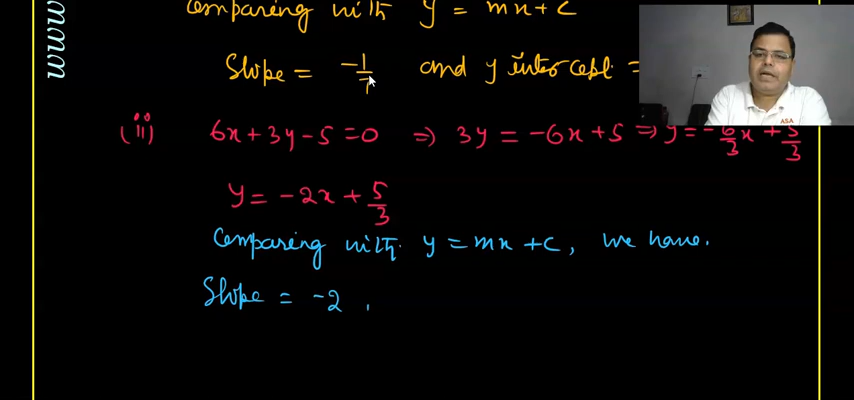 www
Comparing with y = mx + c
Slope = -1/7 and y intercept =
(ii) 6x + 3y - 5 = 0 ⇒ 3y = -6x + 5 ⇒ y = -6/3 x + 5/3
y = -2x + 5/3
Comparing with y = mx + c, we have.
Slope = -2,
ASA